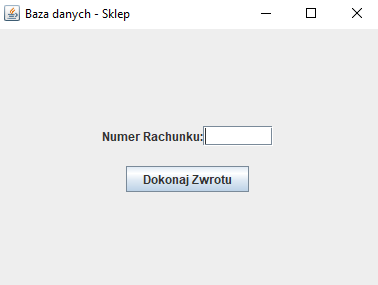 Baza danych - Sklep
Numer Rachunku:
Dokonaj Zwrotu